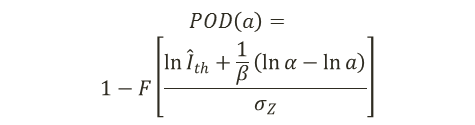 POD(a) =
1 − F [ (ln Î_th + (1/β)(ln α − ln a)) / σ_Z ]